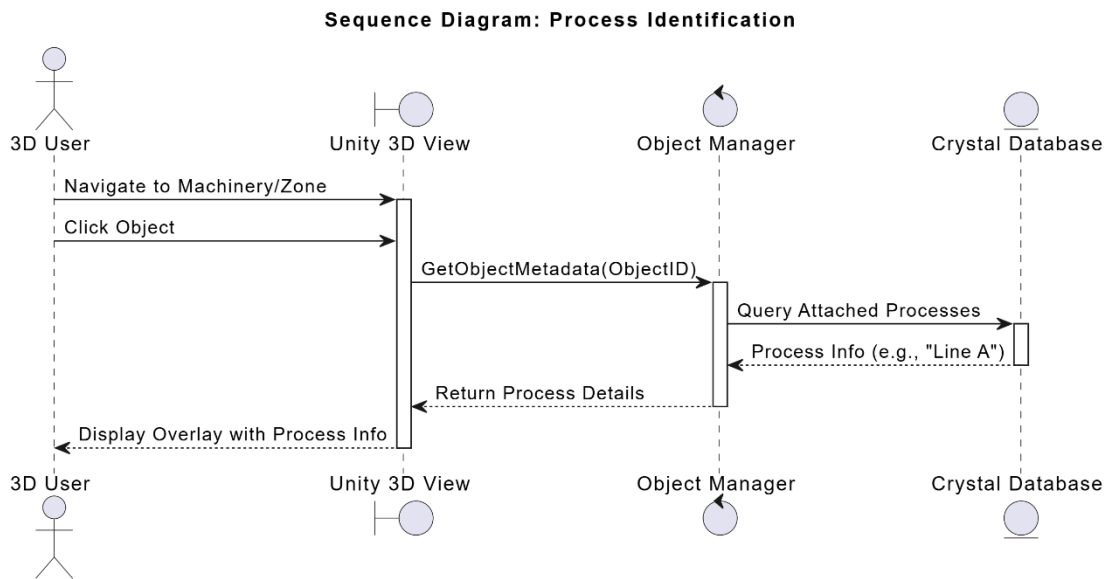 Sequence Diagram: Process Identification
3D User
Unity 3D View
Object Manager
Crystal Database
Navigate to Machinery/Zone
Click Object
GetObjectMetadata(ObjectID)
Query Attached Processes
Process Info (e.g., "Line A")
Return Process Details
Display Overlay with Process Info
3D User
Unity 3D View
Object Manager
Crystal Database